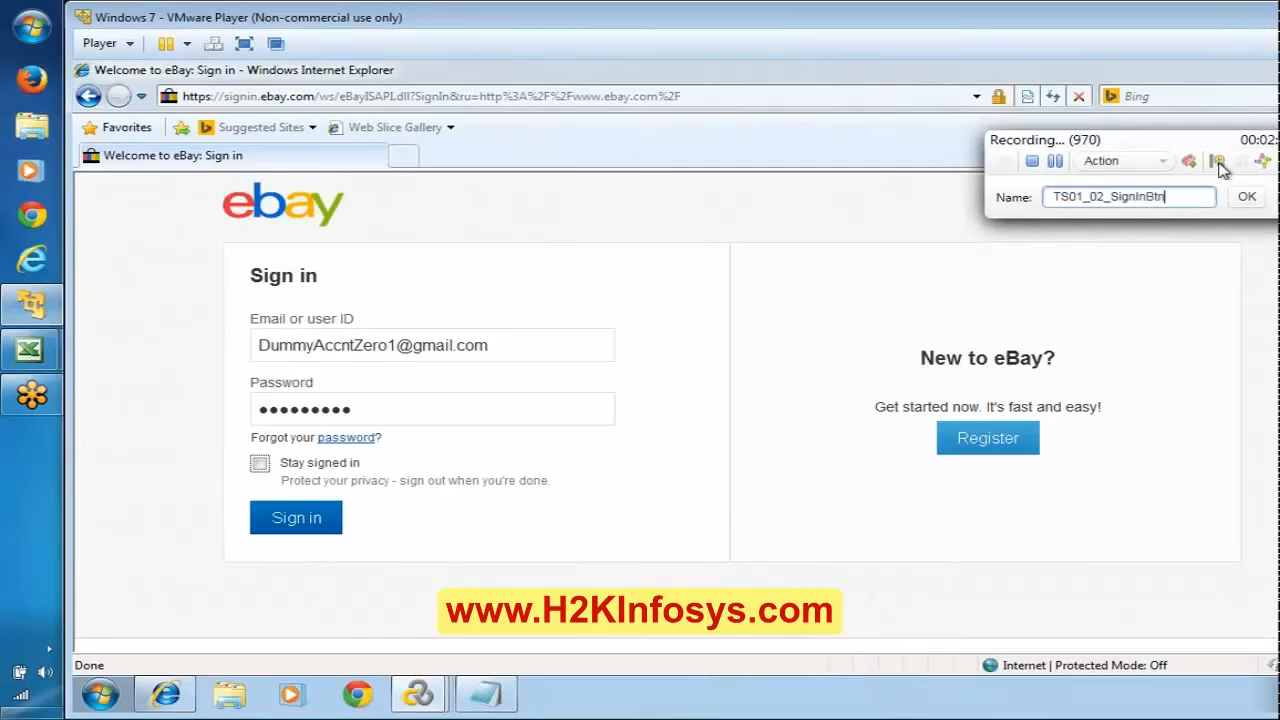 Windows 7 - VMware Player (Non-commercial use only)
Player
Welcome to eBay: Sign in - Windows Internet Explorer
https://signin.ebay.com/ws/eBayISAPI.dll?SignIn&ru=http%3A%2F%2Fwww.ebay.com%2F
Bing
Favorites
Suggested Sites
Web Slice Gallery
Welcome to eBay: Sign in
Recording... (970)
00:02:
Action
Name:
TS01_02_SignInBtn
OK
ebay
Sign in
Email or user ID
DummyAccntZero1@gmail.com
Password
Forgot your password?
Stay signed in
Protect your privacy - sign out when you're done.
Sign in
New to eBay?
Get started now. It's fast and easy!
Register
www.H2KInfosys.com
Done
Internet | Protected Mode: Off